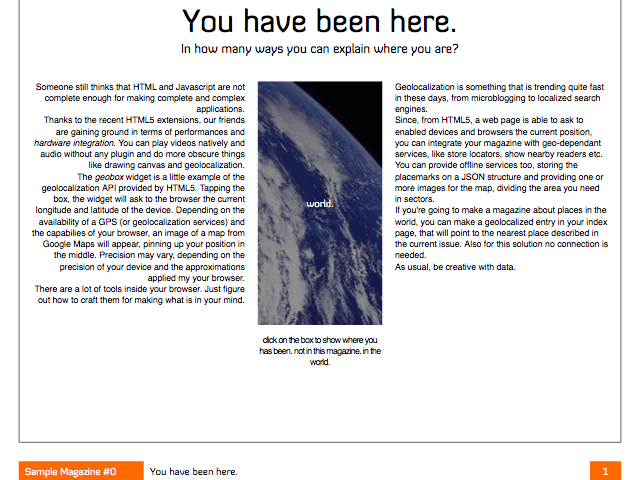 You have been here.
In how many ways you can explain where you are?
Someone still thinks that HTML and Javascript are not
complete enough for making complete and complex
applications.
Thanks to the recent HTML5 extensions, our friends
are gaining ground in terms of performances and
hardware integration. You can play videos natively and
audio without any plugin and do more obscure things
like drawing canvas and geolocalization.
The geobox widget is a little example of the
geolocalization API provided by HTML5. Tapping the
box, the widget will ask to the browser the current
longitude and latitude of the device. Depending on the
availability of a GPS (or geolocalization services) and
the capabilies of your browser, an image of a map from
Google Maps will appear, pinning up your position in
the middle. Precision may vary, depending on the
precision of your device and the approximations
applied my your browser.
There are a lot of tools inside your browser. Just figure
out how to craft them for making what is in your mind.
world.
click on the box to show where you
has been. not in this magazine. in the
world.
Geolocalization is something that is trending quite fast
in these days, from microblogging to localized search
engines.
Since, from HTML5, a web page is able to ask to
enabled devices and browsers the current position,
you can integrate your magazine with geo-dependant
services, like store locators, show nearby readers etc.
You can provide offline services too, storing the
placemarks on a JSON structure and providing one or
more images for the map, dividing the area you need
in sectors.
If you're going to make a magazine about places in the
world, you can make a geolocalized entry in your index
page, that will point to the nearest place described in
the current issue. Also for this solution no connection is
needed.
As usual, be creative with data.
Sample Magazine #0
You have been here.
1